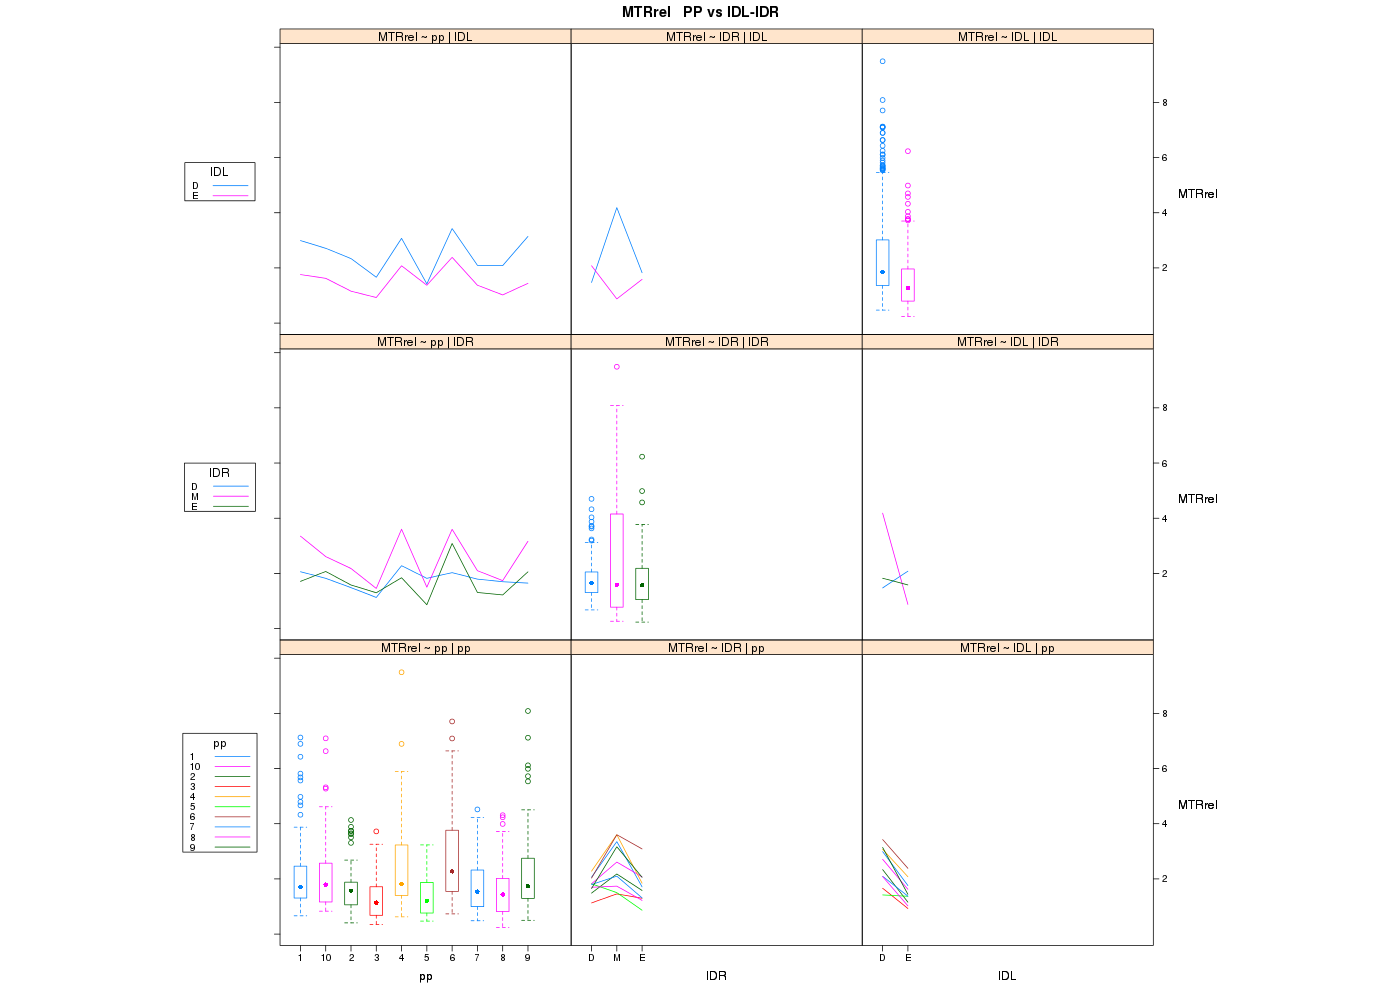 MTRrel   PP vs IDL-IDR
MTRrel ~ pp | IDL
MTRrel ~ IDR | IDL
MTRrel ~ IDL | IDL
8
6
4
2
MTRrel
IDL
D
E
MTRrel ~ pp | IDR
MTRrel ~ IDR | IDR
MTRrel ~ IDL | IDR
8
6
4
2
MTRrel
IDR
D
M
E
MTRrel ~ pp | pp
MTRrel ~ IDR | pp
MTRrel ~ IDL | pp
8
6
4
2
MTRrel
pp
1
10
2
3
4
5
6
7
8
9
1 10 2 3 4 5 6 7 8 9
D M E
D E
pp
IDR
IDL